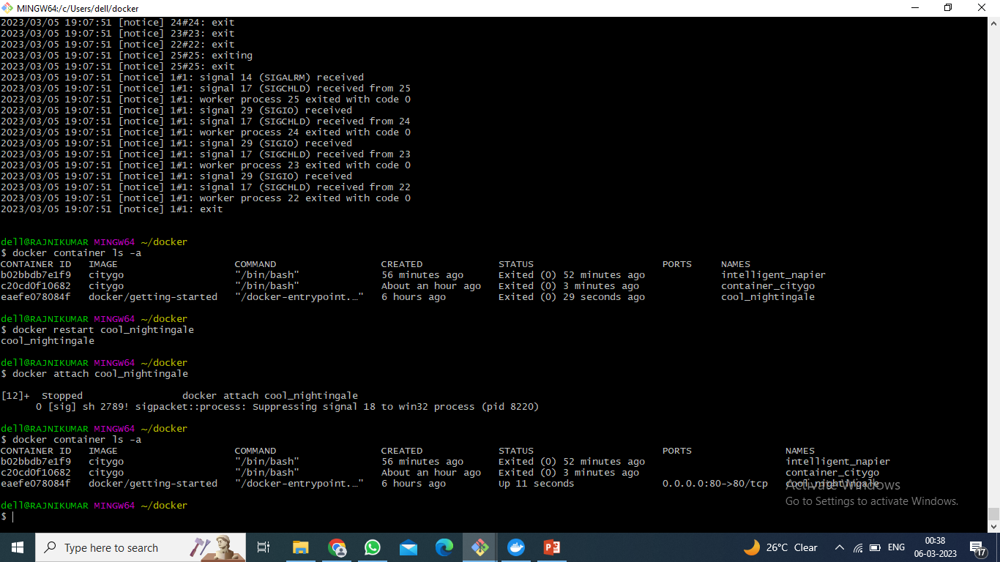 MINGW64:/c/Users/dell/docker
2023/03/05 19:07:51 [notice] 24#24: exit
2023/03/05 19:07:51 [notice] 23#23: exit
2023/03/05 19:07:51 [notice] 22#22: exit
2023/03/05 19:07:51 [notice] 25#25: exiting
2023/03/05 19:07:51 [notice] 25#25: exit
2023/03/05 19:07:51 [notice] 1#1: signal 14 (SIGALRM) received
2023/03/05 19:07:51 [notice] 1#1: signal 17 (SIGCHLD) received from 25
2023/03/05 19:07:51 [notice] 1#1: worker process 25 exited with code 0
2023/03/05 19:07:51 [notice] 1#1: signal 29 (SIGIO) received
2023/03/05 19:07:51 [notice] 1#1: signal 17 (SIGCHLD) received from 24
2023/03/05 19:07:51 [notice] 1#1: worker process 24 exited with code 0
2023/03/05 19:07:51 [notice] 1#1: signal 29 (SIGIO) received
2023/03/05 19:07:51 [notice] 1#1: signal 17 (SIGCHLD) received from 23
2023/03/05 19:07:51 [notice] 1#1: worker process 23 exited with code 0
2023/03/05 19:07:51 [notice] 1#1: signal 29 (SIGIO) received
2023/03/05 19:07:51 [notice] 1#1: signal 17 (SIGCHLD) received from 22
2023/03/05 19:07:51 [notice] 1#1: worker process 22 exited with code 0
2023/03/05 19:07:51 [notice] 1#1: exit
dell@RAJNIKUMAR MINGW64 ~/docker
$ docker container ls -a
CONTAINER ID   IMAGE                    COMMAND                  CREATED             STATUS                      PORTS     NAMES
b02bbdb7e1f9   citygo                   "/bin/bash"              56 minutes ago      Exited (0) 52 minutes ago             intelligent_napier
c20cd0f10682   citygo                   "/bin/bash"              About an hour ago   Exited (0) 3 minutes ago              container_citygo
eaefe078084f   docker/getting-started   "/docker-entrypoint.…"   6 hours ago         Exited (0) 29 seconds ago             cool_nightingale
dell@RAJNIKUMAR MINGW64 ~/docker
$ docker restart cool_nightingale
cool_nightingale
dell@RAJNIKUMAR MINGW64 ~/docker
$ docker attach cool_nightingale
[12]+  Stopped                 docker attach cool_nightingale
      0 [sig] sh 2789! sigpacket::process: Suppressing signal 18 to win32 process (pid 8220)
dell@RAJNIKUMAR MINGW64 ~/docker
$ docker container ls -a
CONTAINER ID   IMAGE                    COMMAND                  CREATED             STATUS                      PORTS                NAMES
b02bbdb7e1f9   citygo                   "/bin/bash"              56 minutes ago      Exited (0) 52 minutes ago                        intelligent_napier
c20cd0f10682   citygo                   "/bin/bash"              About an hour ago   Exited (0) 3 minutes ago                         container_citygo
eaefe078084f   docker/getting-started   "/docker-entrypoint.…"   6 hours ago         Up 11 seconds               0.0.0.0:80->80/tcp   cool_nightingale
Activate Windows
Go to Settings to activate Windows.
dell@RAJNIKUMAR MINGW64 ~/docker
$
Type here to search
26°C Clear
ENG
00:38
06-03-2023
17